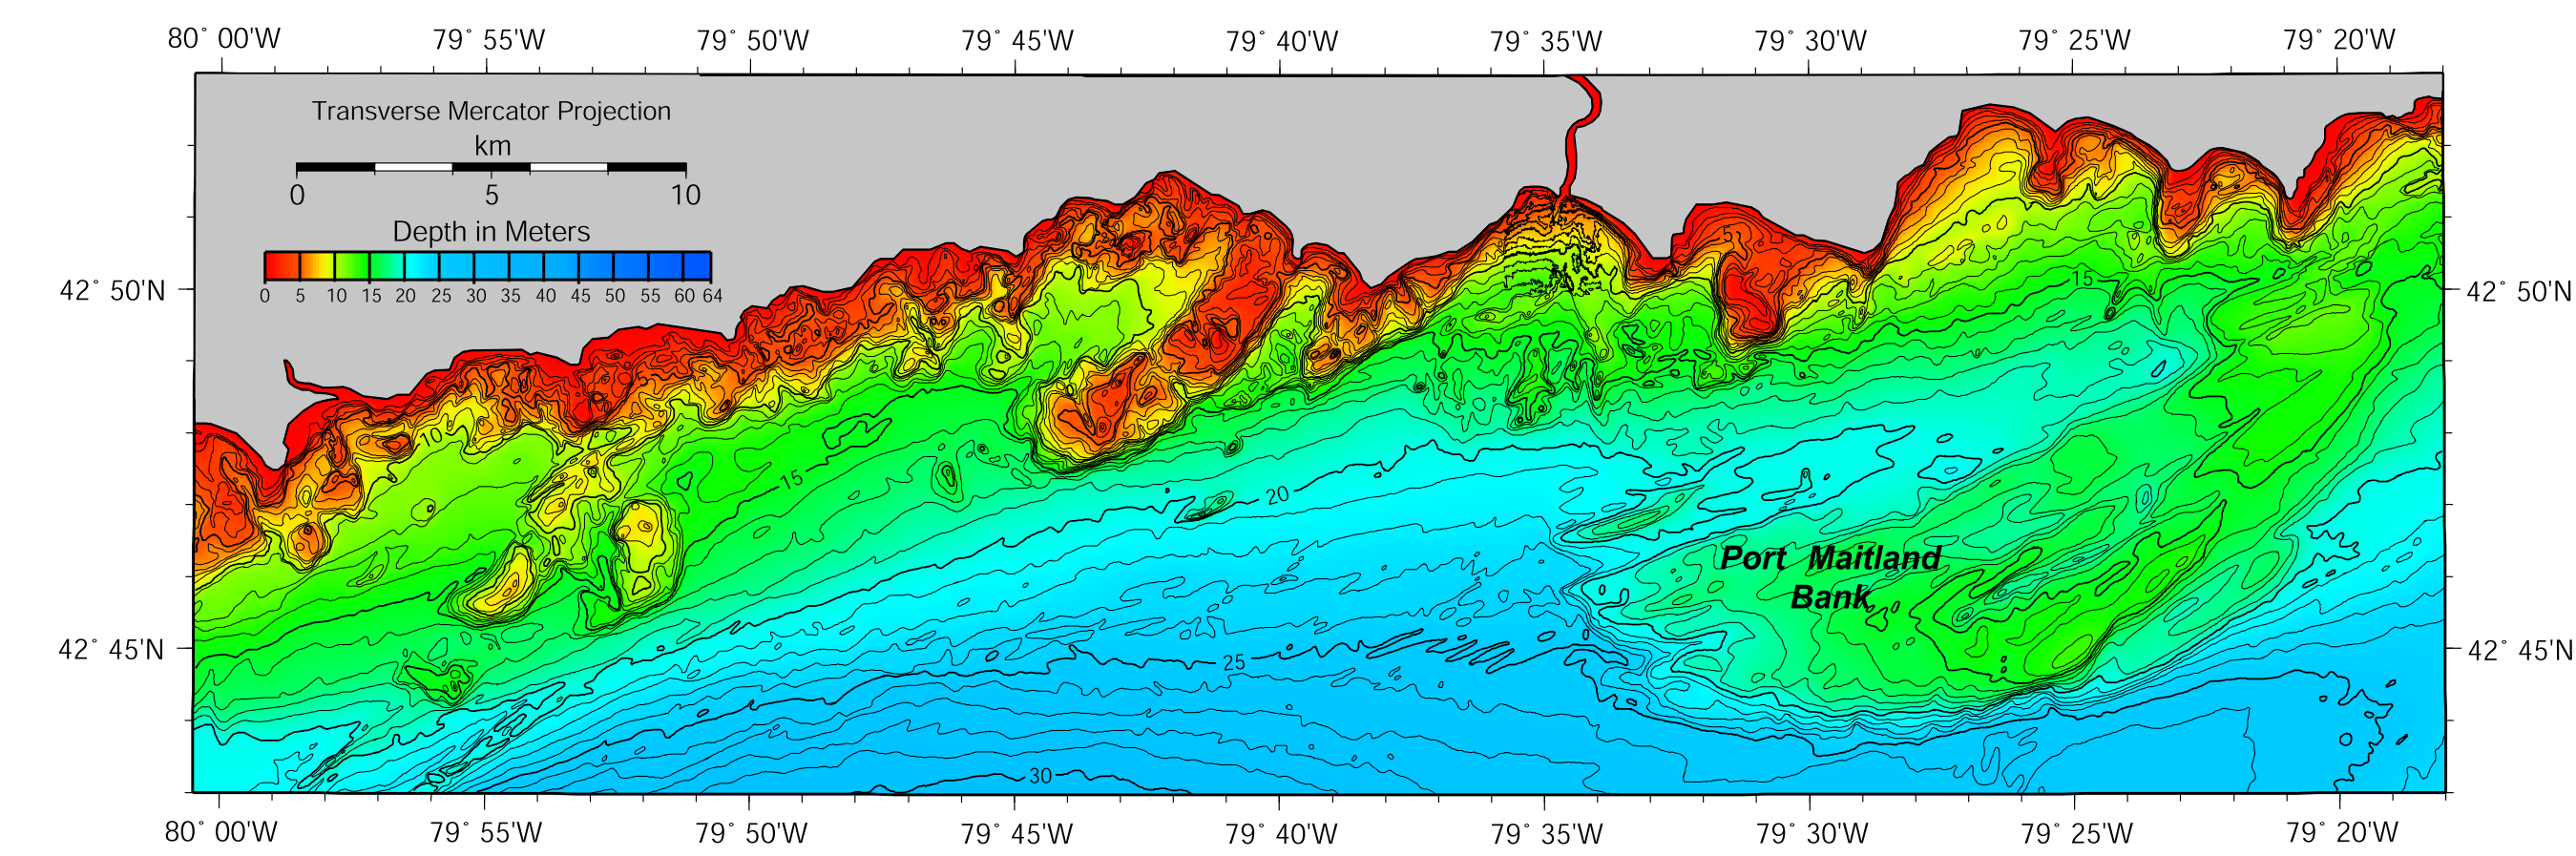 80° 00'W 79° 55'W 79° 50'W 79° 45'W 79° 40'W 79° 35'W 79° 30'W 79° 25'W 79° 20'W
Transverse Mercator Projection
km
0 5 10
Depth in Meters
0 5 10 15 20 25 30 35 40 45 50 55 60 64
42° 50'N 42° 50'N
15
10
15
20
Port Maitland
Bank
42° 45'N 42° 45'N
25
30
80° 00'W 79° 55'W 79° 50'W 79° 45'W 79° 40'W 79° 35'W 79° 30'W 79° 25'W 79° 20'W